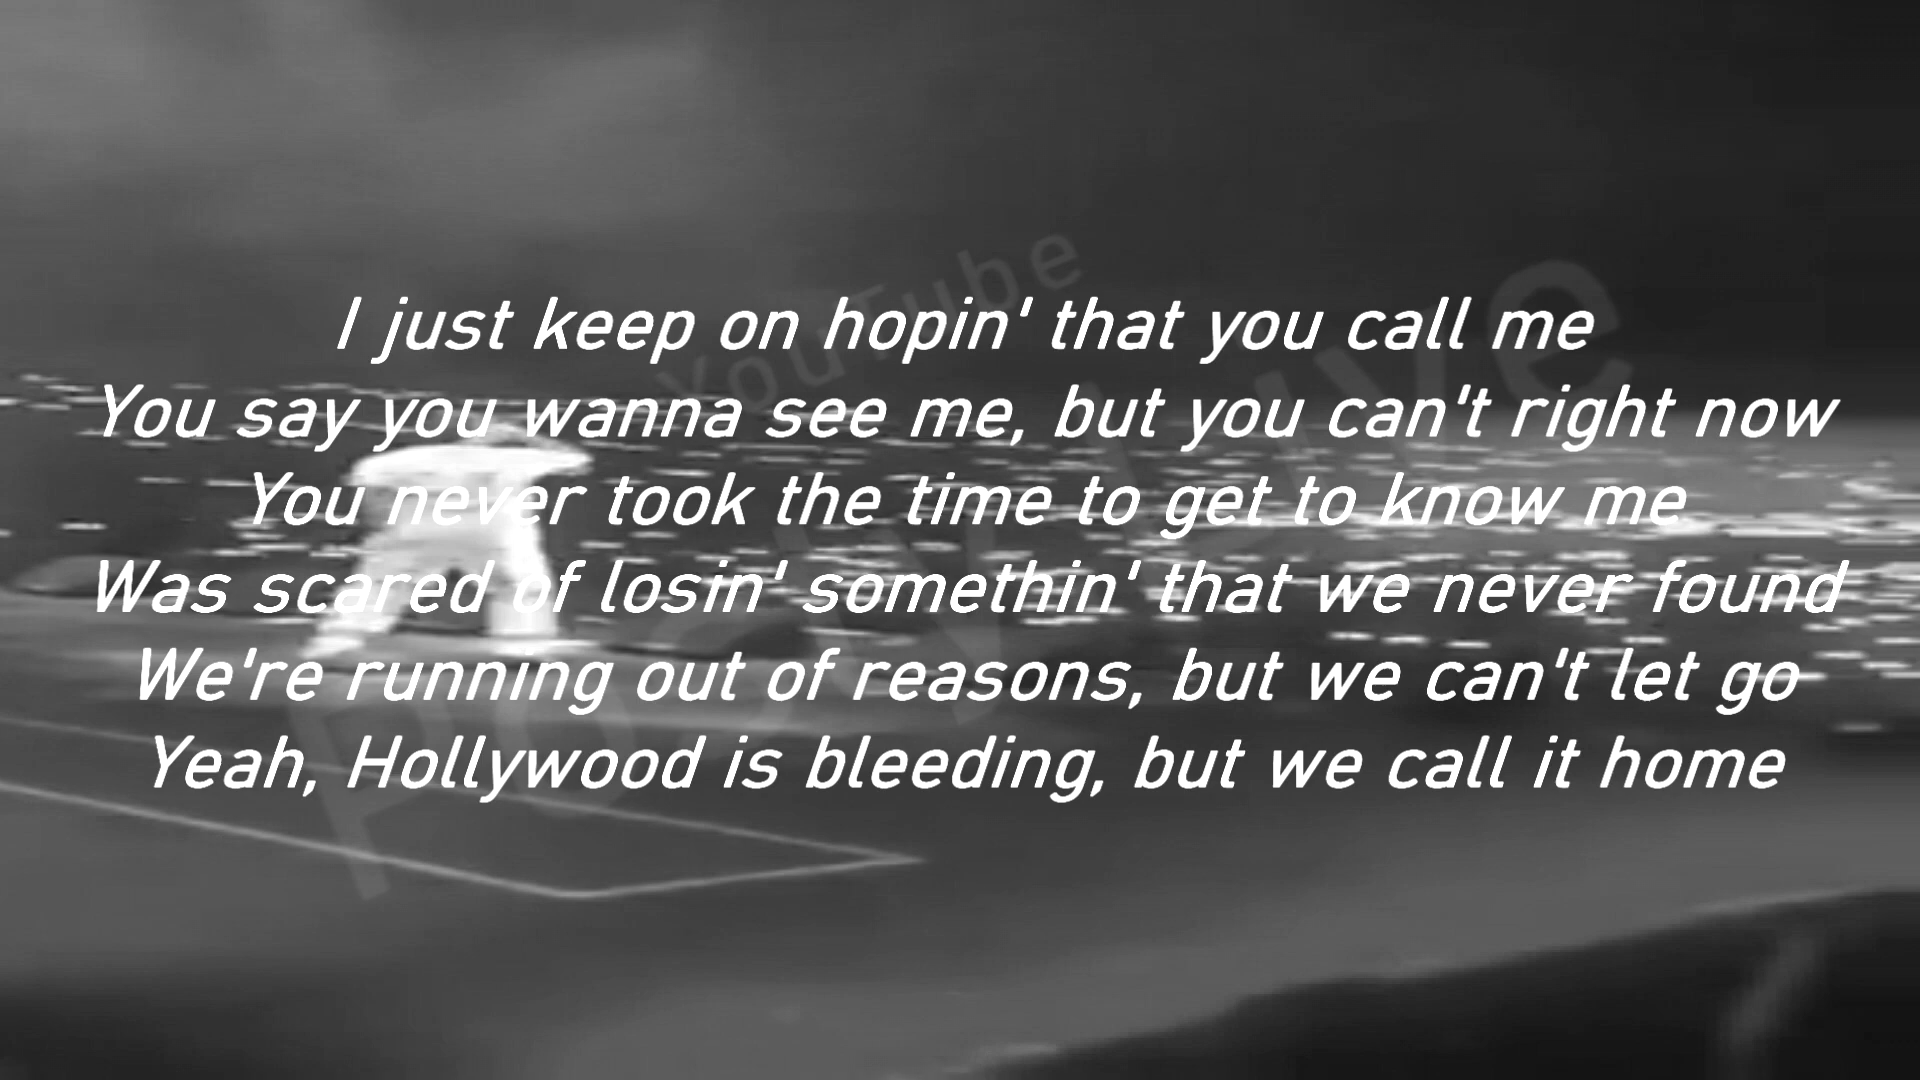 I just keep on hopin' that you call me
You say you wanna see me, but you can't right now
You never took the time to get to know me
Was scared of losin' somethin' that we never found
We're running out of reasons, but we can't let go
Yeah, Hollywood is bleeding, but we call it home
YouTube
Posty Live